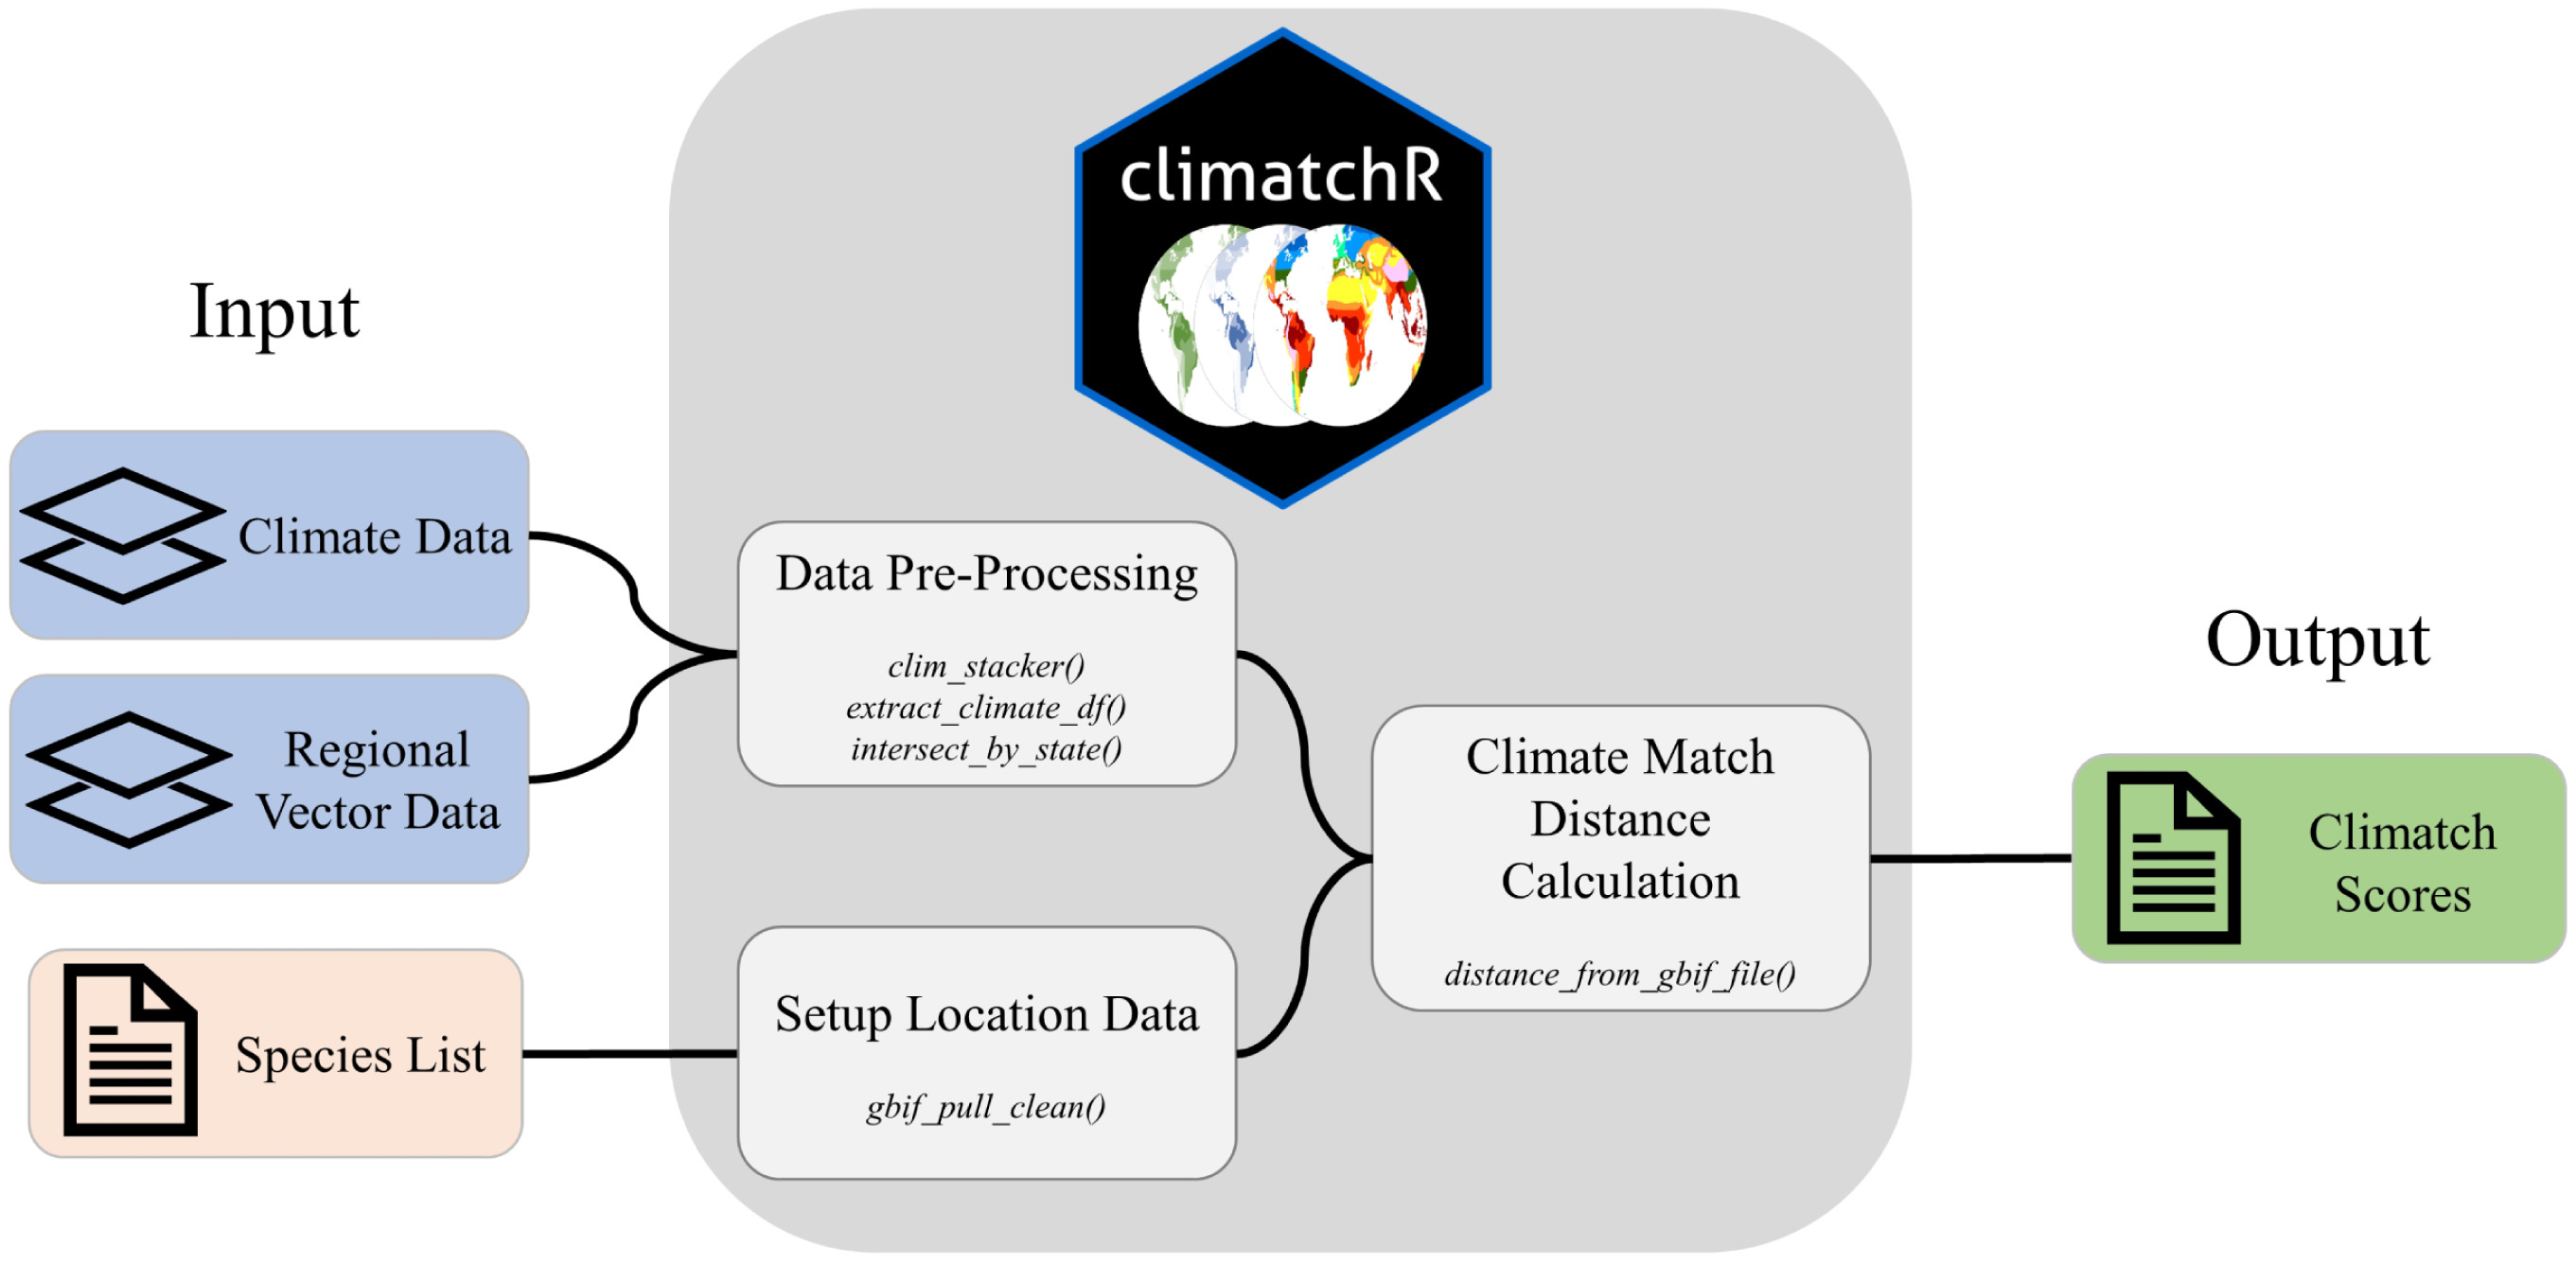 climatchR
Input
Climate Data
Regional
Vector Data
Species List
Data Pre-Processing
clim_stacker()
extract_climate_df()
intersect_by_state()
Setup Location Data
gbif_pull_clean()
Climate Match
Distance
Calculation
distance_from_gbif_file()
Output
Climatch
Scores